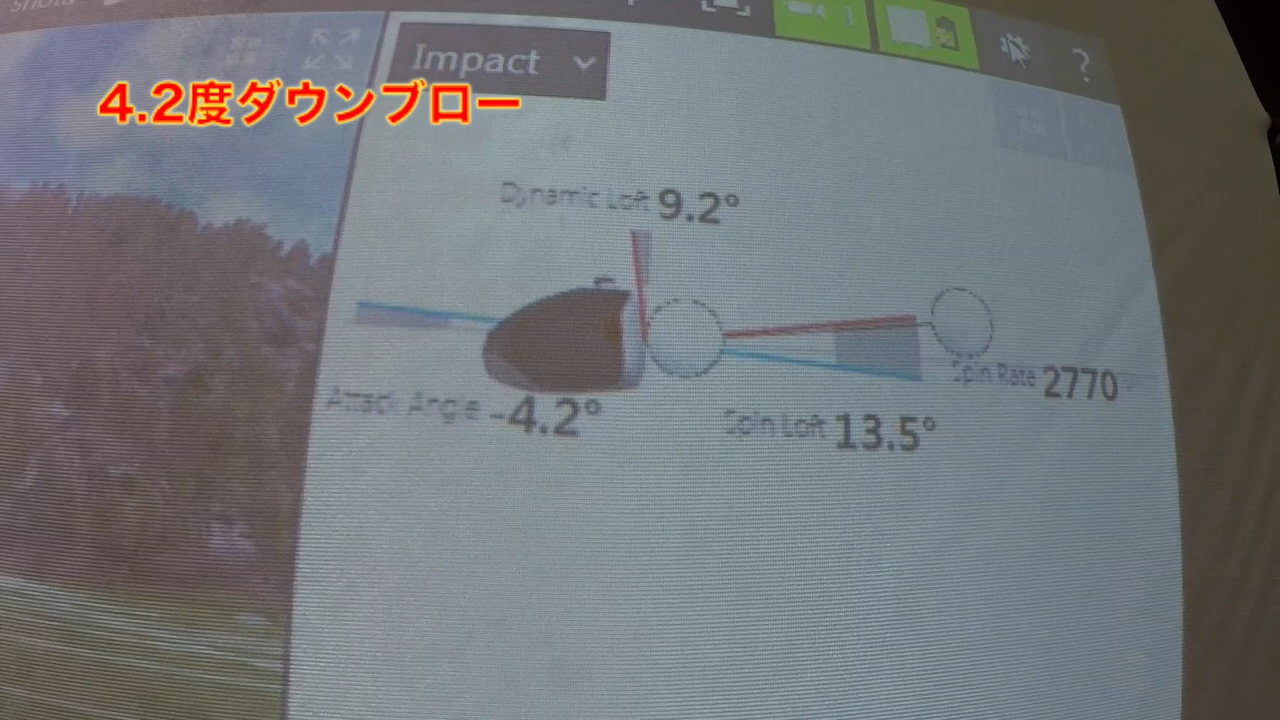 shots
Impact
?
4.2度ダウンブロー
Dynamic Loft 9.2°
Attack Angle -4.2°
Spin Loft 13.5°
Spin Rate 2770